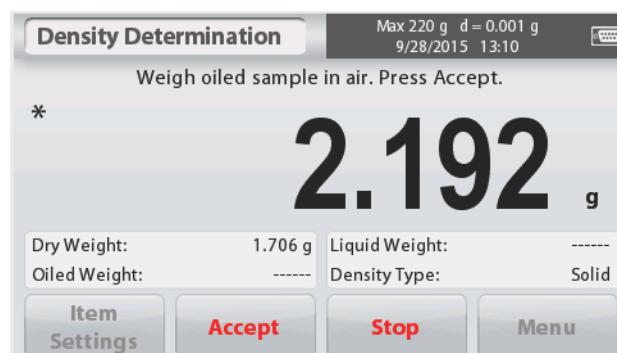 Density Determination
Max 220 g d = 0.001 g
9/28/2015 13:10
Weigh oiled sample in air. Press Accept.
*
2.192 g
Dry Weight: 1.706 g Liquid Weight: ------
Oiled Weight: ------ Density Type: Solid
Item
Settings
Accept
Stop
Menu